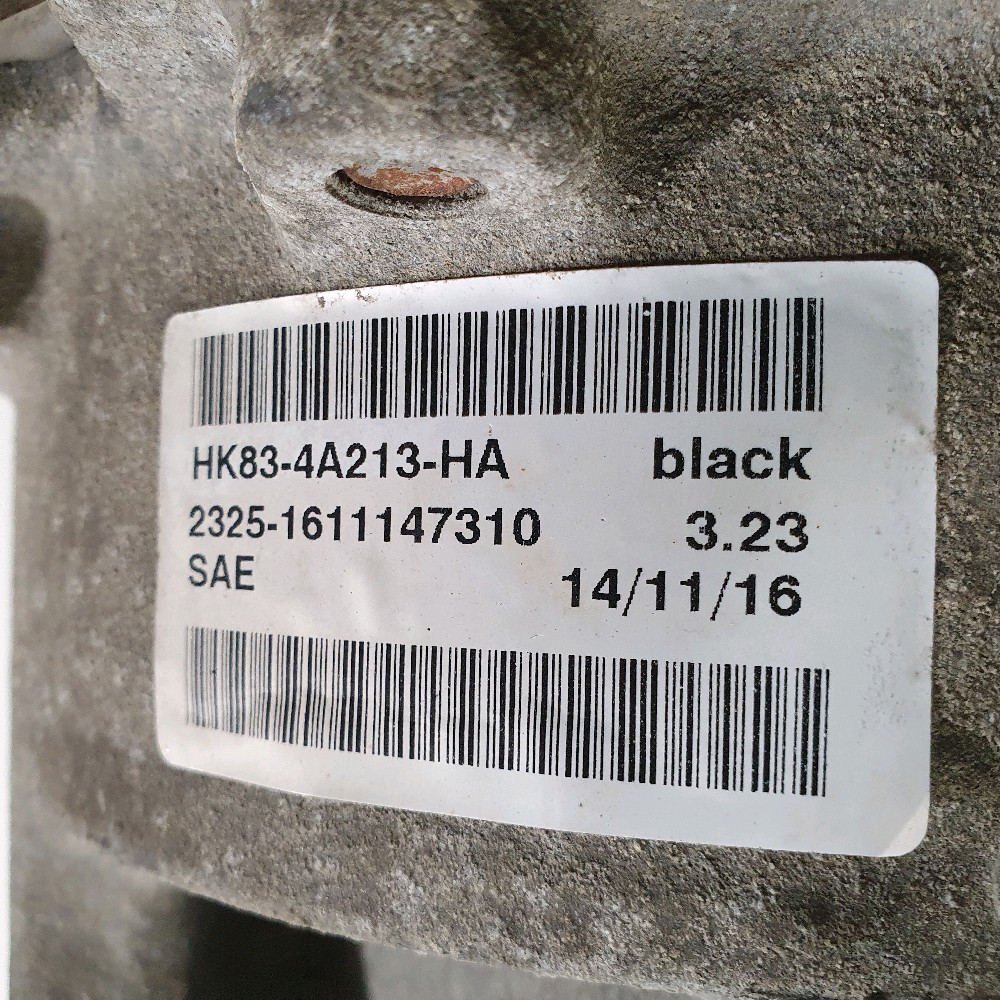 HK83-4A213-HA black
2325-1611147310 3.23
SAE 14/11/16